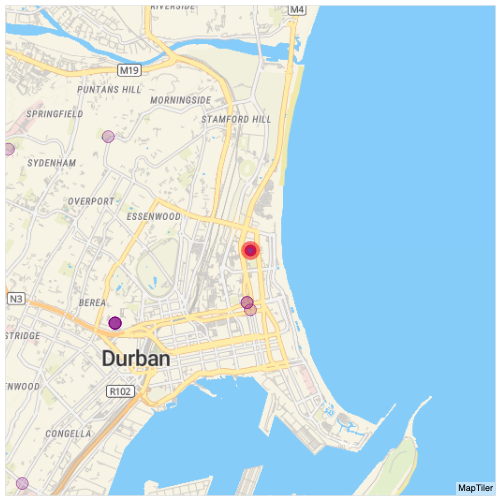 RIVERSIDE
M4
M19
PUNTANS HILL
MORNINGSIDE
SPRINGFIELD
STAMFORD HILL
SYDENHAM
OVERPORT
ESSENWOOD
N3
BEREA
STRIDGE
Durban
ENWOOD
R102
CONGELLA
MapTiler